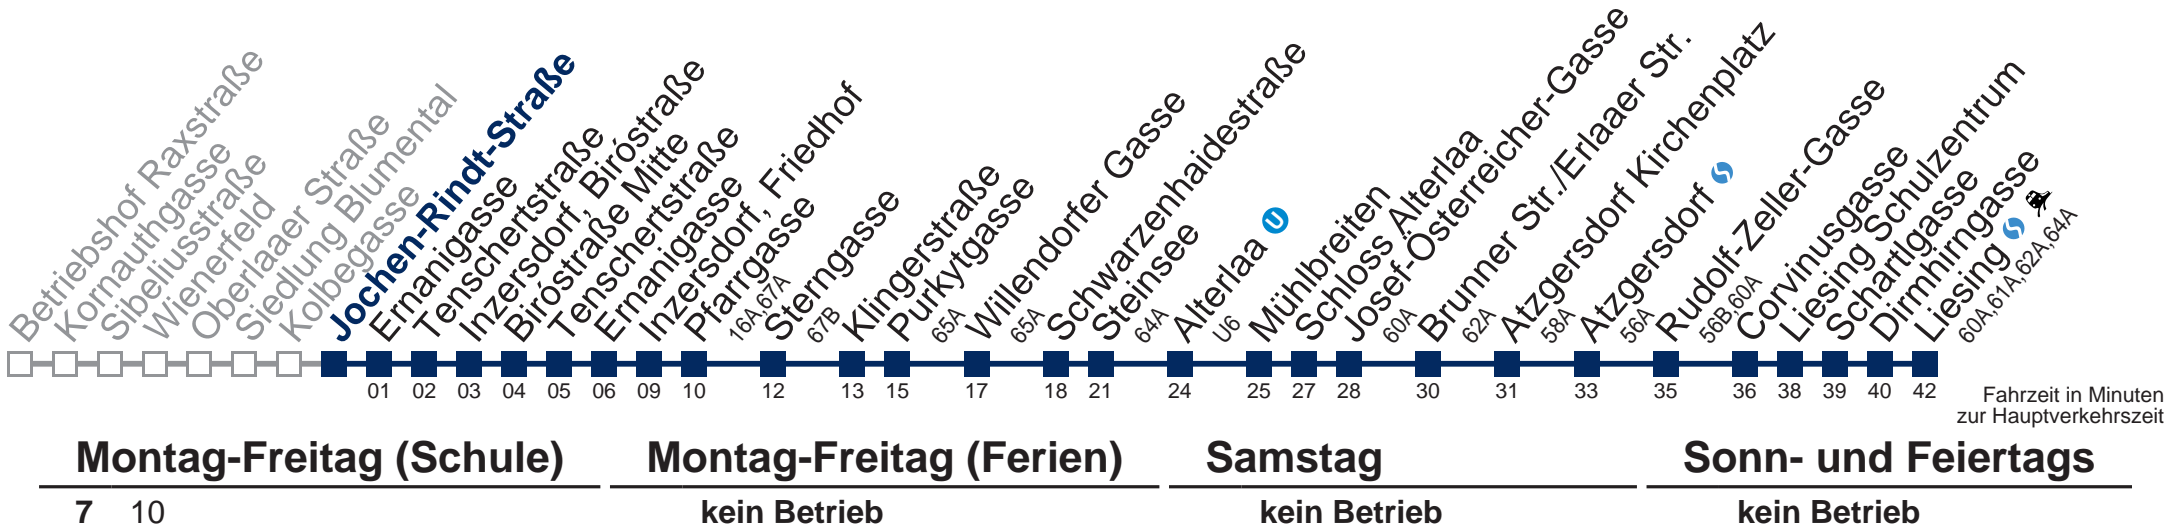 Betriebshof Raxstraße
Kornauthgasse
Sibeliusstraße
Wienerfeld
Oberlaaer Straße
Siedlung Blumental
Kolbegasse
Jochen-Rindt-Straße
Ernanigasse
Tenschertstraße
Inzersdorf, Biróstraße
Biróstraße Mitte
Tenschertstraße
Ernanigasse
Inzersdorf, Friedhof
Pfarrgasse
16A,67A
Sterngasse
67B
Klingerstraße
Purkytgasse
65A
Willendorfer Gasse
65A
Schwarzenhaidestraße
Steinsee
64A
Alterlaa U
U6
Mühlbreiten
Schloss Alterlaa
Josef-Österreicher-Gasse
60A
Brunner Str./Erlaaer Str.
62A
Atzgersdorf Kirchenplatz
58A
Atzgersdorf
56A
Rudolf-Zeller-Gasse
56B,60A
Corvinusgasse
Liesing Schulzentrum
Schartlgasse
Dirmhirngasse
Liesing
60A,61A,62A,64A
01 02 03 04 05 06 09 10 12 13 15 17 18 21 24 25 27 28 30 31 33 35 36 38 39 40 42
Fahrzeit in Minuten
zur Hauptverkehrszeit
Montag-Freitag (Schule) Montag-Freitag (Ferien) Samstag Sonn- und Feiertags
7 10 kein Betrieb kein Betrieb kein Betrieb